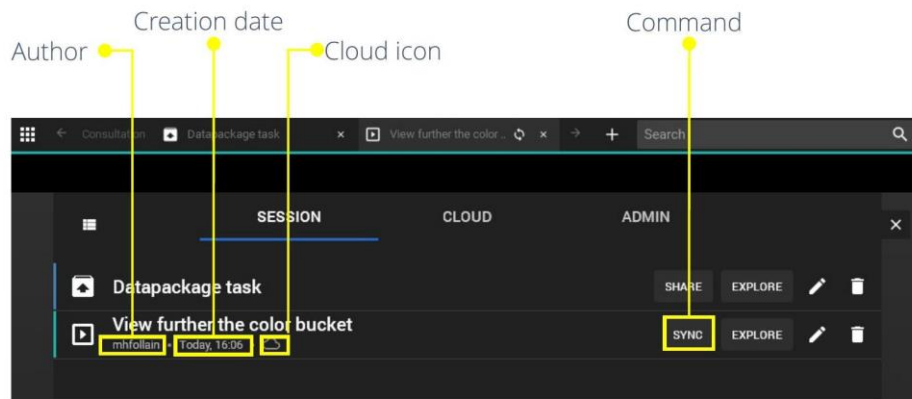 Creation date
Command
Author
Cloud icon
Consultation
Datapackage task
View further the color ..
Search
SESSION
CLOUD
ADMIN
Datapackage task
SHARE
EXPLORE
View further the color bucket
SYNC
EXPLORE
mhfollain • Today, 16:06